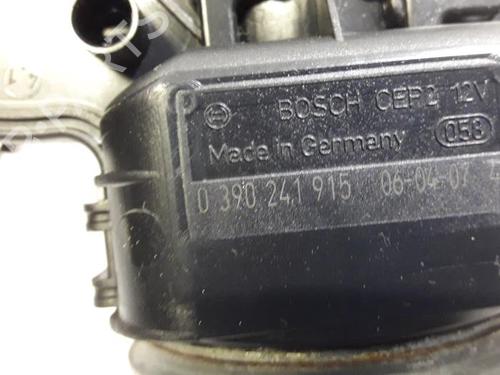 BOSCH CEP2 12V
Made in Germany 058
0 390 241 915 06-04-07